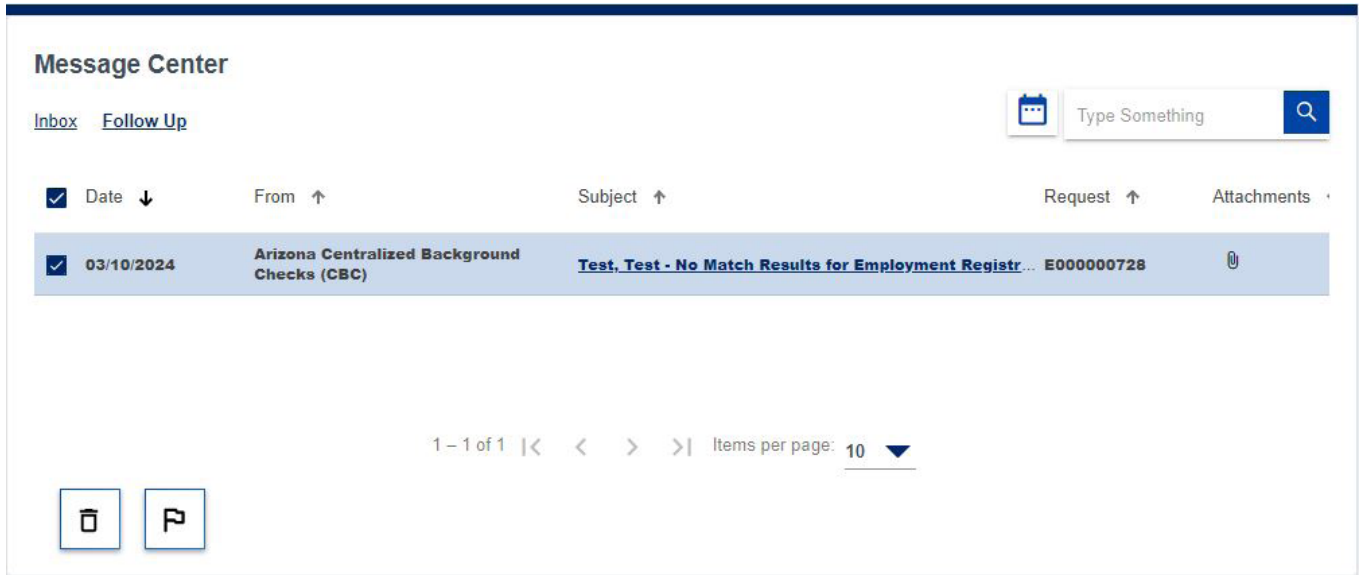 Message Center
Inbox Follow Up
Type Something
Date From Subject Request Attachments
03/10/2024 Arizona Centralized Background Checks (CBC) Test, Test - No Match Results for Employment Registr... E000000728
1 – 1 of 1 Items per page: 10